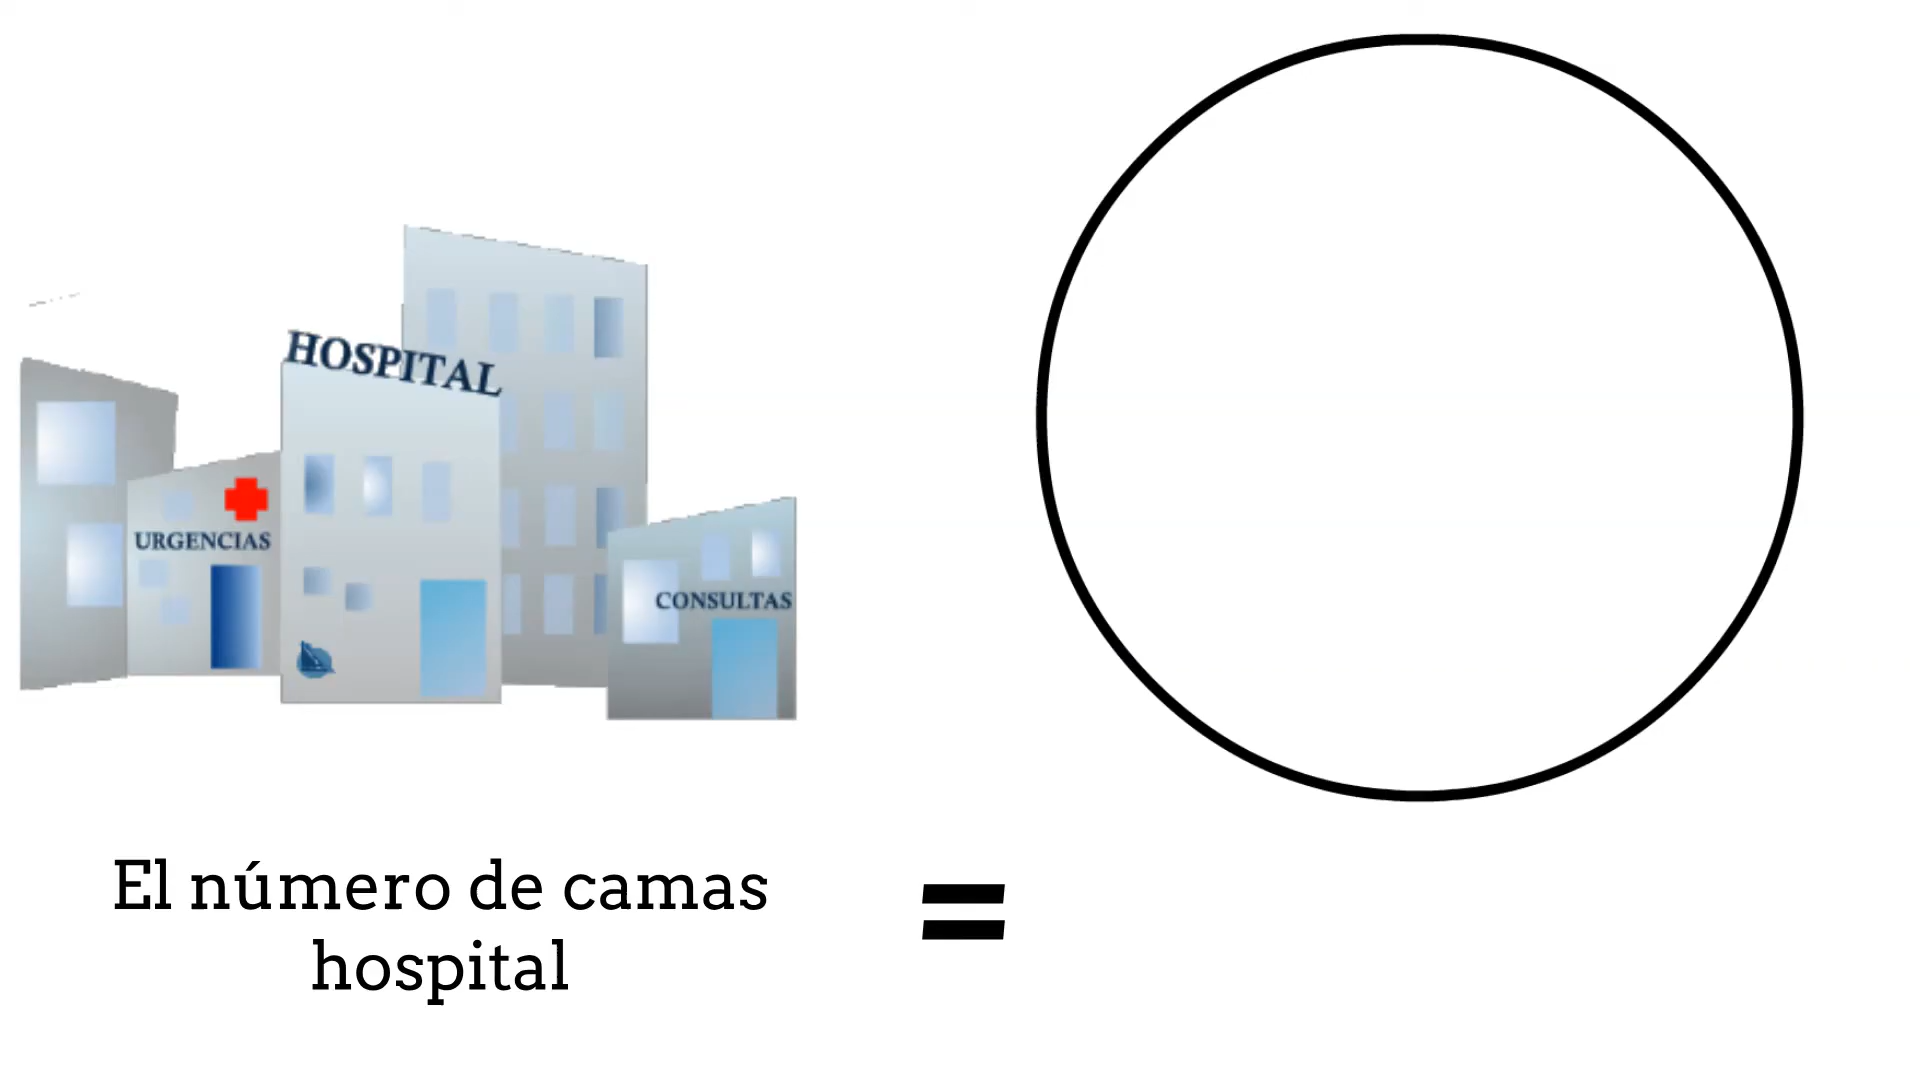 HOSPITAL
URGENCIAS
CONSULTAS
El número de camas
hospital
=